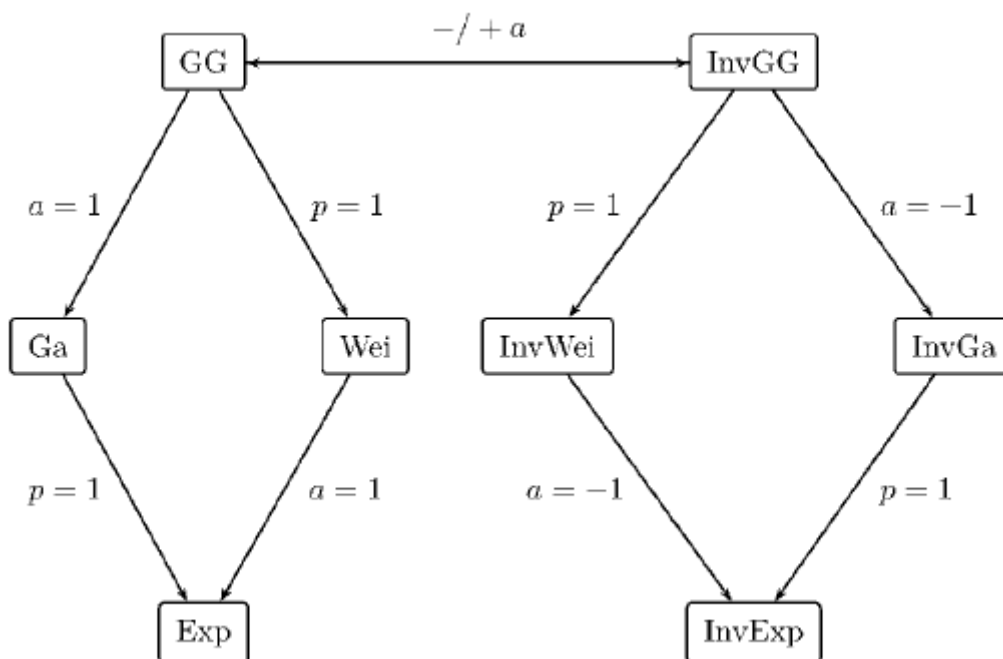 −/ + a
GG
InvGG
a = 1
p = 1
p = 1
a = −1
Ga
Wei
InvWei
InvGa
p = 1
a = 1
a = −1
p = 1
Exp
InvExp